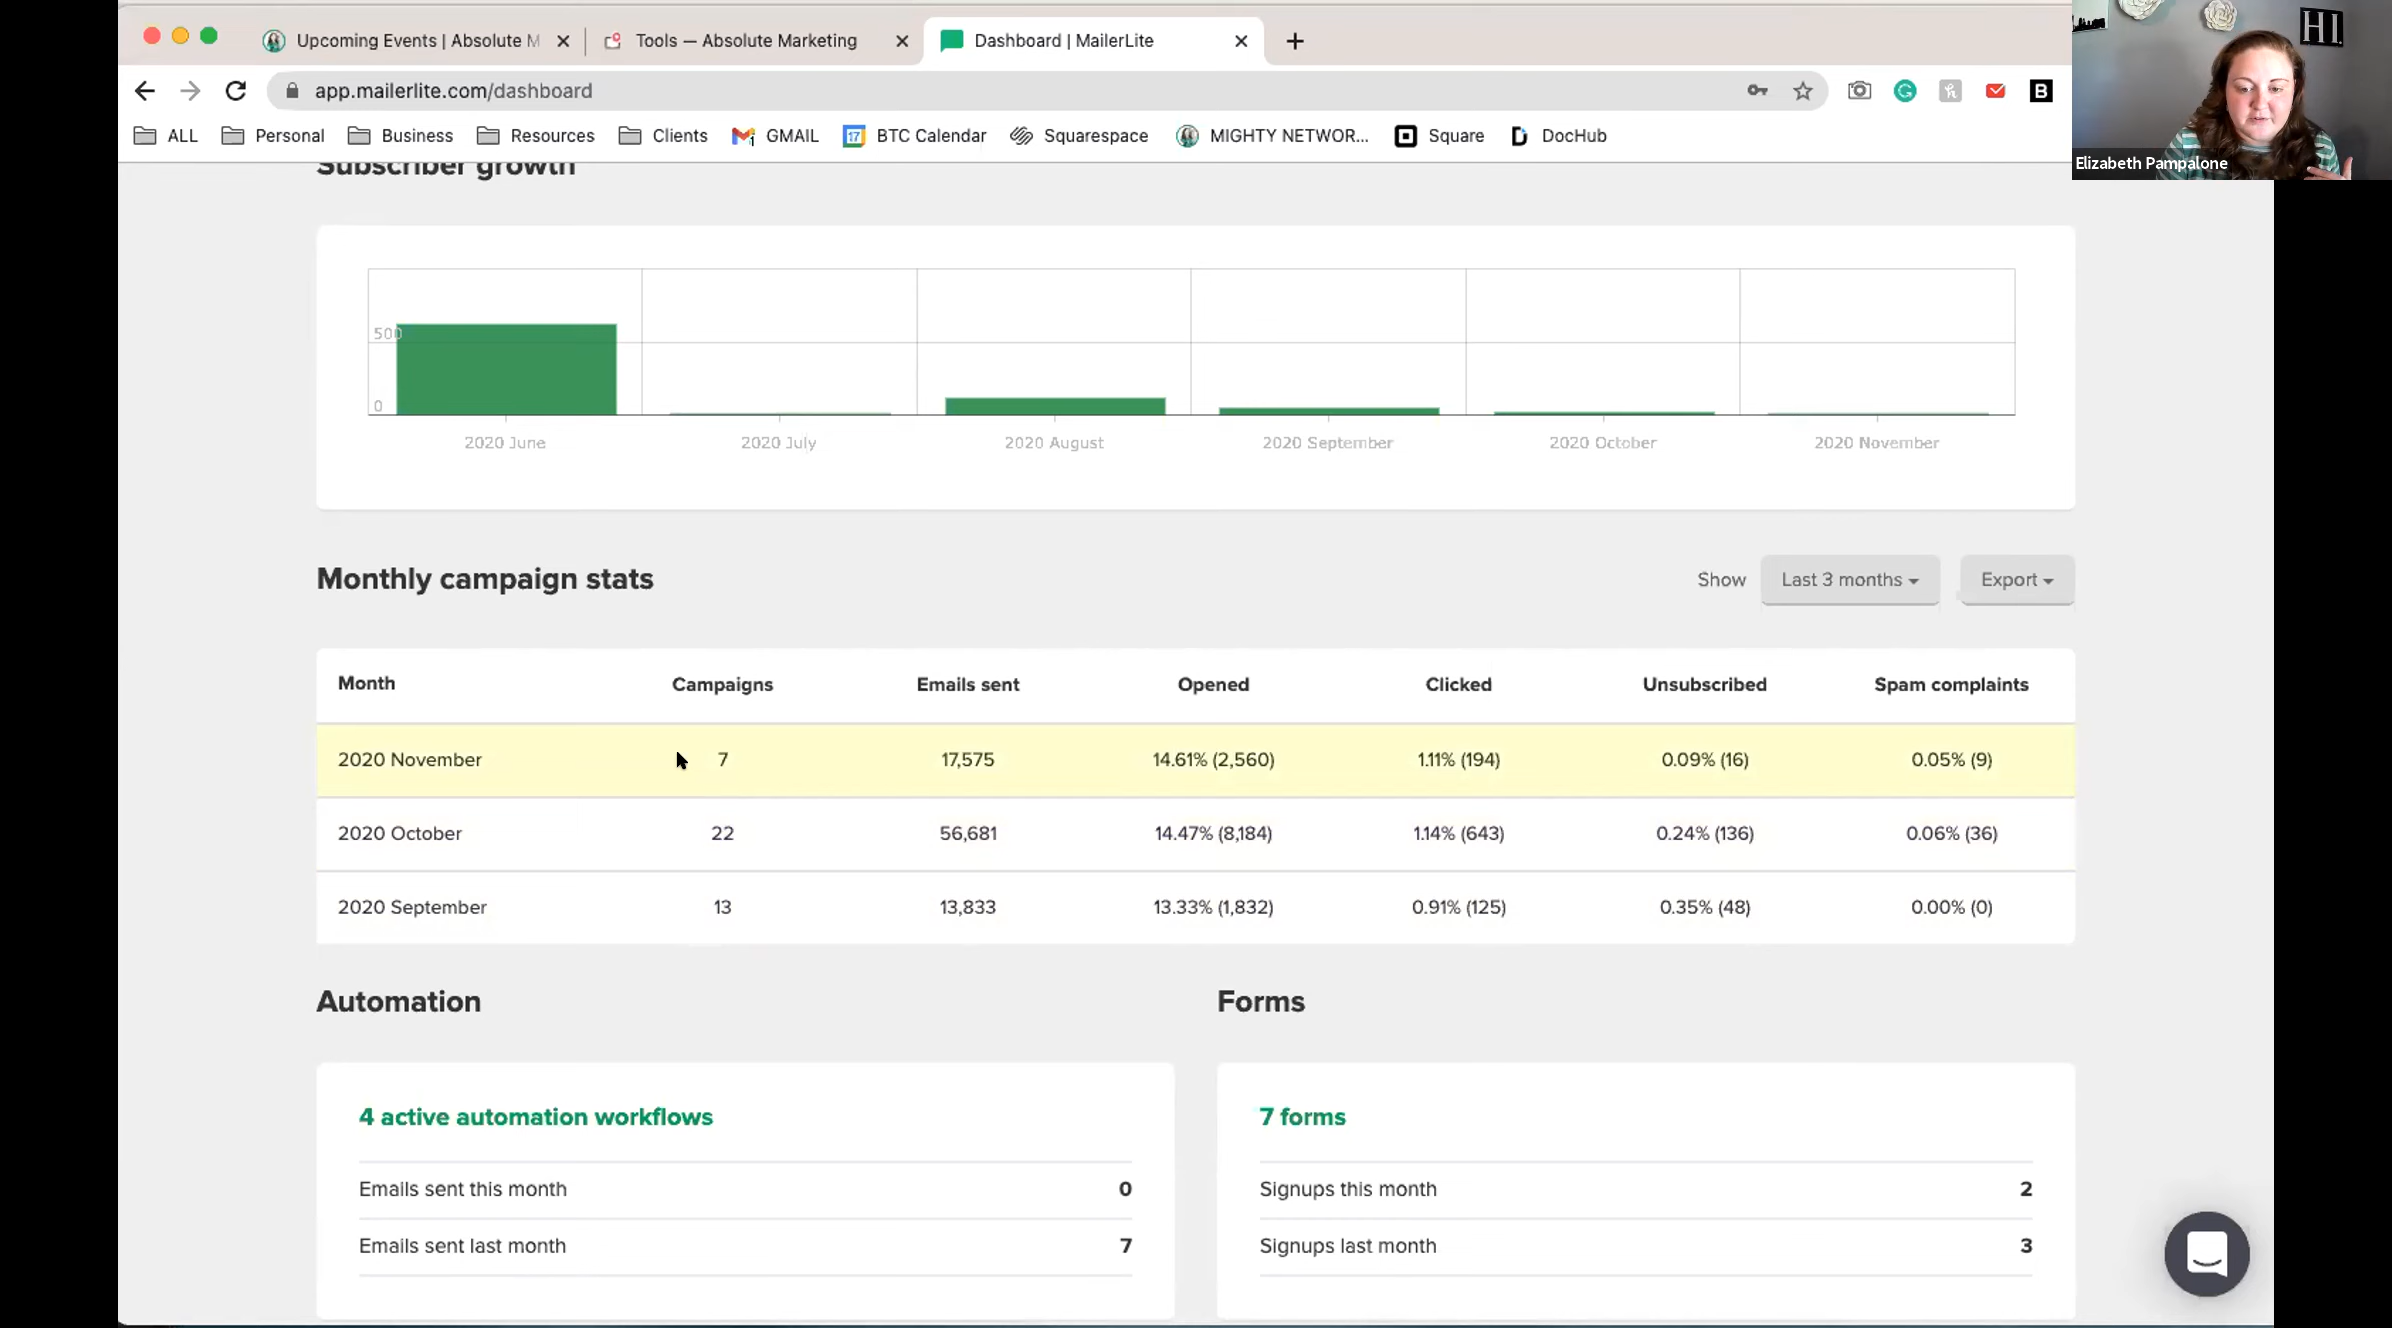 Upcoming Events | Absolute M
Tools — Absolute Marketing
Dashboard | MailerLite
HI.
app.mailerlite.com/dashboard
B
ALL
Personal
Business
Resources
Clients
GMAIL
17
BTC Calendar
Squarespace
MIGHTY NETWOR...
Square
DocHub
Elizabeth Pampalone
Subscriber growth
500
0
2020 June
2020 July
2020 August
2020 September
2020 October
2020 November
Monthly campaign stats
Show
Last 3 months
Export
Month Campaigns Emails sent Opened Clicked Unsubscribed Spam complaints
2020 November 7 17,575 14.61% (2,560) 1.11% (194) 0.09% (16) 0.05% (9)
2020 October 22 56,681 14.47% (8,184) 1.14% (643) 0.24% (136) 0.06% (36)
2020 September 13 13,833 13.33% (1,832) 0.91% (125) 0.35% (48) 0.00% (0)
Automation
4 active automation workflows
Emails sent this month 0
Emails sent last month 7
Forms
7 forms
Signups this month 2
Signups last month 3